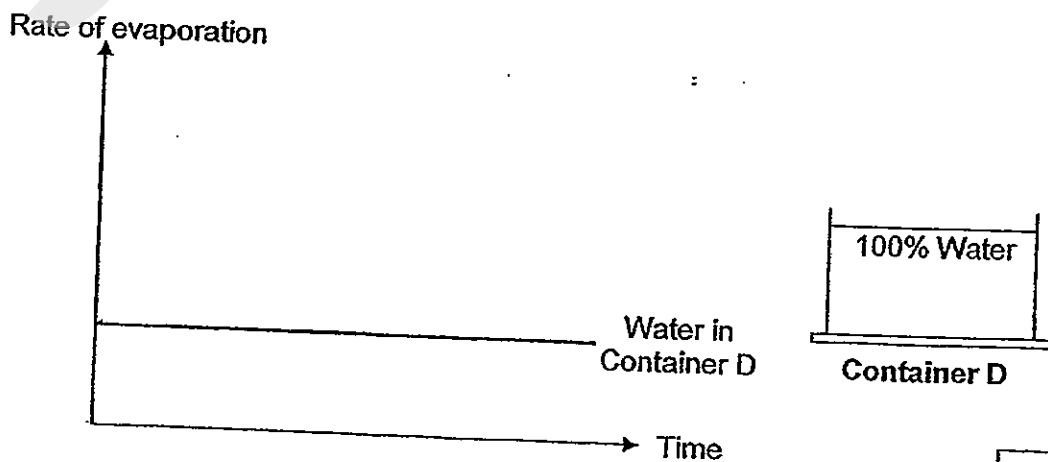 Rate of evaporation
100% Water
Water in
Container D
Container D
Time